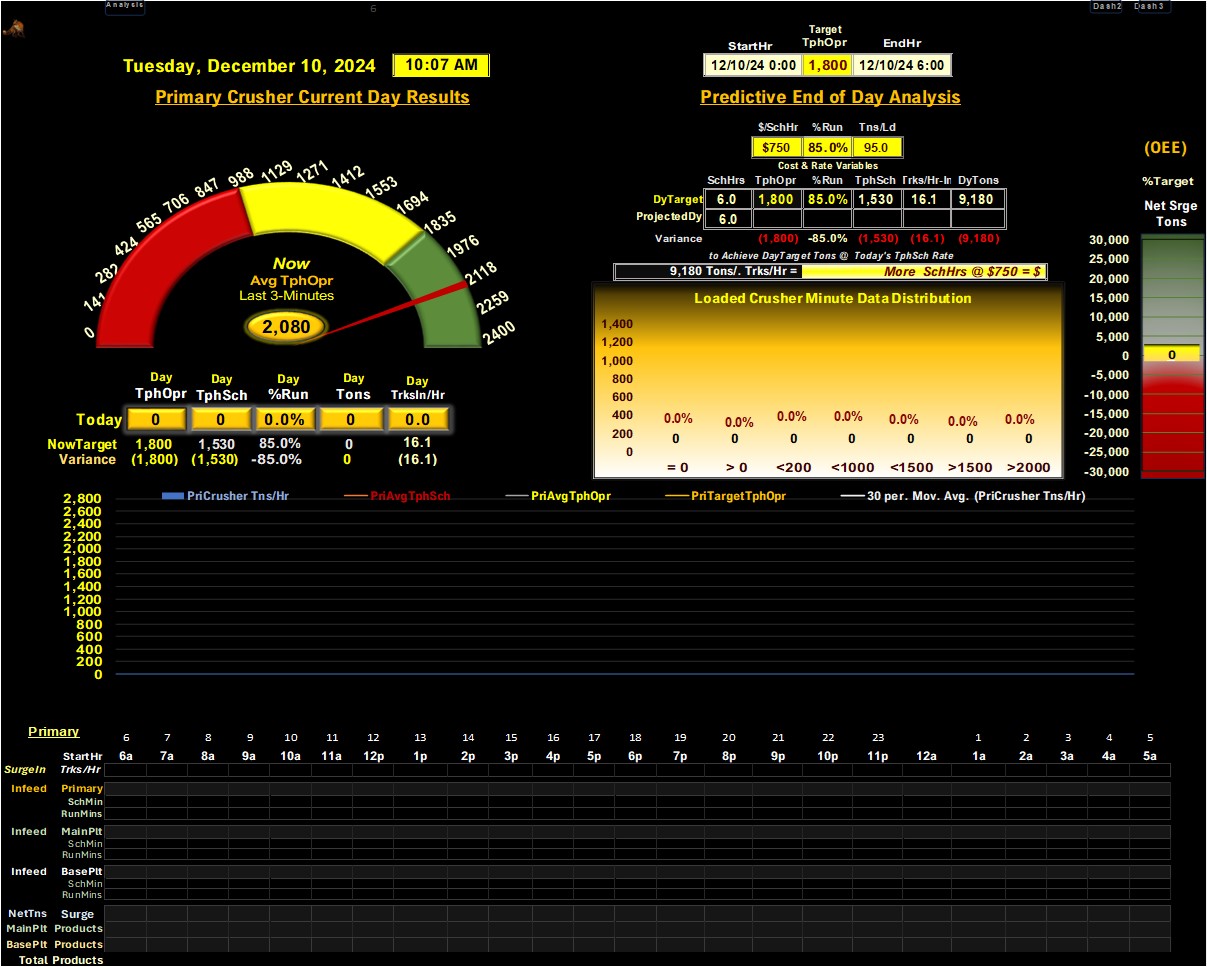 Analysis 6 Dash2 Dash3
Tuesday, December 10, 2024 10:07 AM
StartHr Target TphOpr EndHr
12/10/24 0:00 1,800 12/10/24 6:00
Primary Crusher Current Day Results
Predictive End of Day Analysis
$/SchHr %Run Tns/Ld
$750 85.0% 95.0
Cost & Rate Variables
SchHrs TphOpr %Run TphSch Trks/Hr-In DyTons
DyTarget 6.0 1,800 85.0% 1,530 16.1 9,180
ProjectedDy 6.0
Variance (1,800) -85.0% (1,530) (16.1) (9,180)
to Achieve DayTarget Tons @ Today's TphSch Rate
9,180 Tons/. Trks/Hr = More SchHrs @ $750 = $
(OEE)
%Target
Net Srge
Tons
30,000
25,000
20,000
15,000
10,000
5,000
0 0
-5,000
-10,000
-15,000
-20,000
-25,000
-30,000
0 141 282 424 565 706 847 988 1129 1271 1412 1553 1694 1835 1976 2118 2259 2400
Now
Avg TphOpr
Last 3-Minutes
2,080
Loaded Crusher Minute Data Distribution
1,400
1,200
1,000
800
600
400
200
0
0.0% 0.0% 0.0% 0.0% 0.0% 0.0% 0.0%
0 0 0 0 0 0 0
= 0 > 0 <200 <1000 <1500 >1500 >2000
Day Day Day Day Day
TphOpr TphSch %Run Tons TrksIn/Hr
Today 0 0 0.0% 0 0.0
NowTarget 1,800 1,530 85.0% 0 16.1
Variance (1,800) (1,530) -85.0% 0 (16.1)
PriCrusher Tns/Hr PriAvgTphSch PriAvgTphOpr PriTargetTphOpr 30 per. Mov. Avg. (PriCrusher Tns/Hr)
2,800
2,600
2,400
2,200
2,000
1,800
1,600
1,400
1,200
1,000
800
600
400
200
0
Primary 6 7 8 9 10 11 12 13 14 15 16 17 18 19 20 21 22 23 1 2 3 4 5
StartHr 6a 7a 8a 9a 10a 11a 12p 1p 2p 3p 4p 5p 6p 7p 8p 9p 10p 11p 12a 1a 2a 3a 4a 5a
SurgeIn Trks/Hr
Infeed Primary
SchMin
RunMins
Infeed MainPlt
SchMin
RunMins
Infeed BasePlt
SchMin
RunMins
NetTns Surge
MainPlt Products
BasePlt Products
Total Products